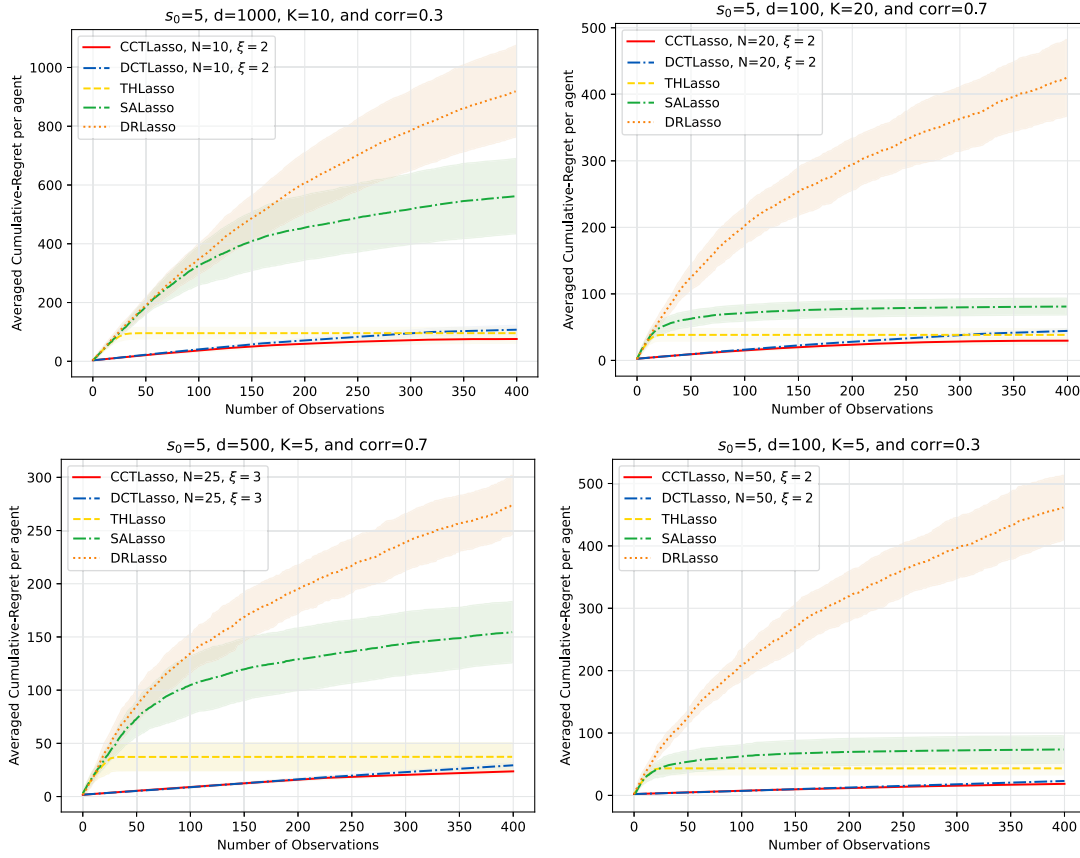 s₀=5, d=1000, K=10, and corr=0.3
Averaged Cumulative-Regret per agent
1000
800
600
400
200
0
CCTLasso, N=10, ξ = 2
DCTLasso, N=10, ξ = 2
THLasso
SALasso
DRLasso
0 50 100 150 200 250 300 350 400
Number of Observations
s₀=5, d=100, K=20, and corr=0.7
Averaged Cumulative-Regret per agent
500
400
300
200
100
0
CCTLasso, N=20, ξ = 2
DCTLasso, N=20, ξ = 2
THLasso
SALasso
DRLasso
0 50 100 150 200 250 300 350 400
Number of Observations
s₀=5, d=500, K=5, and corr=0.7
Averaged Cumulative-Regret per agent
300
250
200
150
100
50
0
CCTLasso, N=25, ξ = 3
DCTLasso, N=25, ξ = 3
THLasso
SALasso
DRLasso
0 50 100 150 200 250 300 350 400
Number of Observations
s₀=5, d=100, K=5, and corr=0.3
Averaged Cumulative-Regret per agent
500
400
300
200
100
0
CCTLasso, N=50, ξ = 2
DCTLasso, N=50, ξ = 2
THLasso
SALasso
DRLasso
0 50 100 150 200 250 300 350 400
Number of Observations